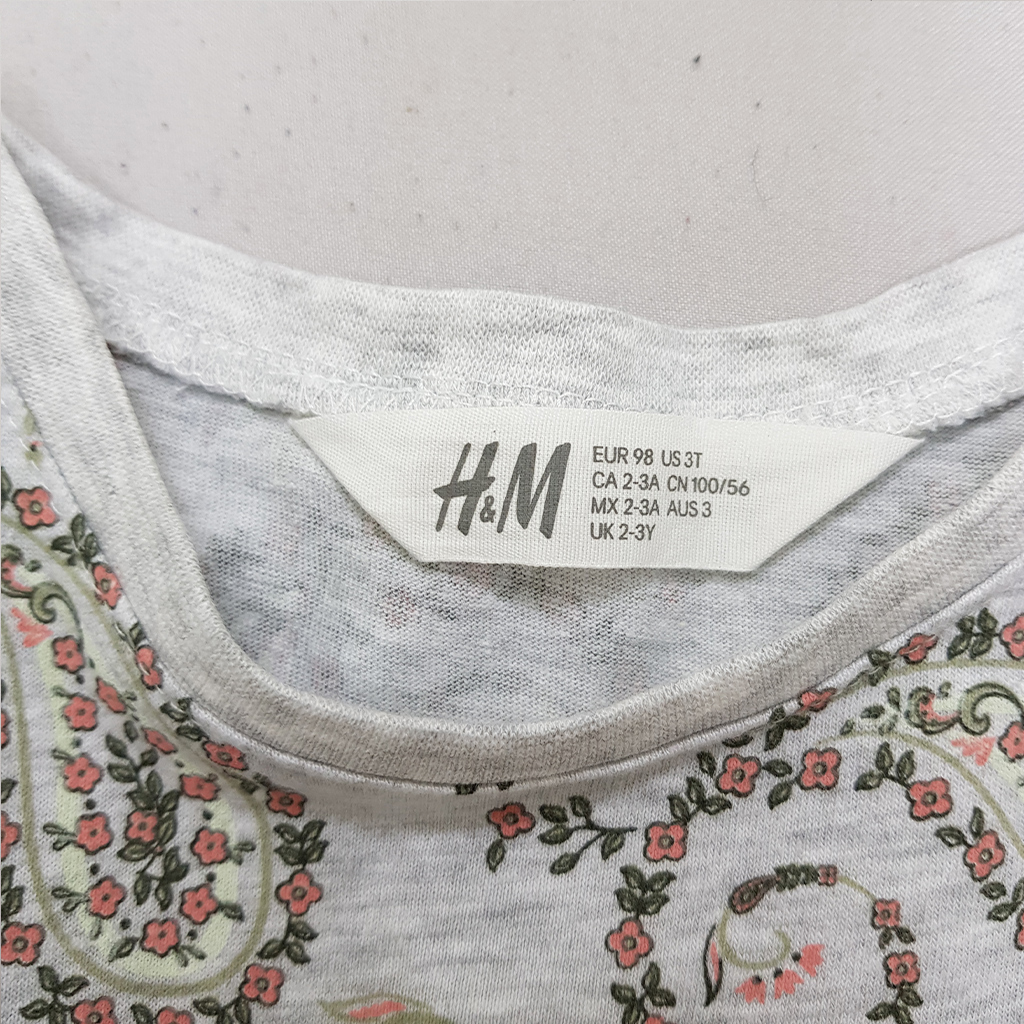 H&M
EUR 98 US 3T
CA 2-3A CN 100/56
MX 2-3A AUS 3
UK 2-3Y